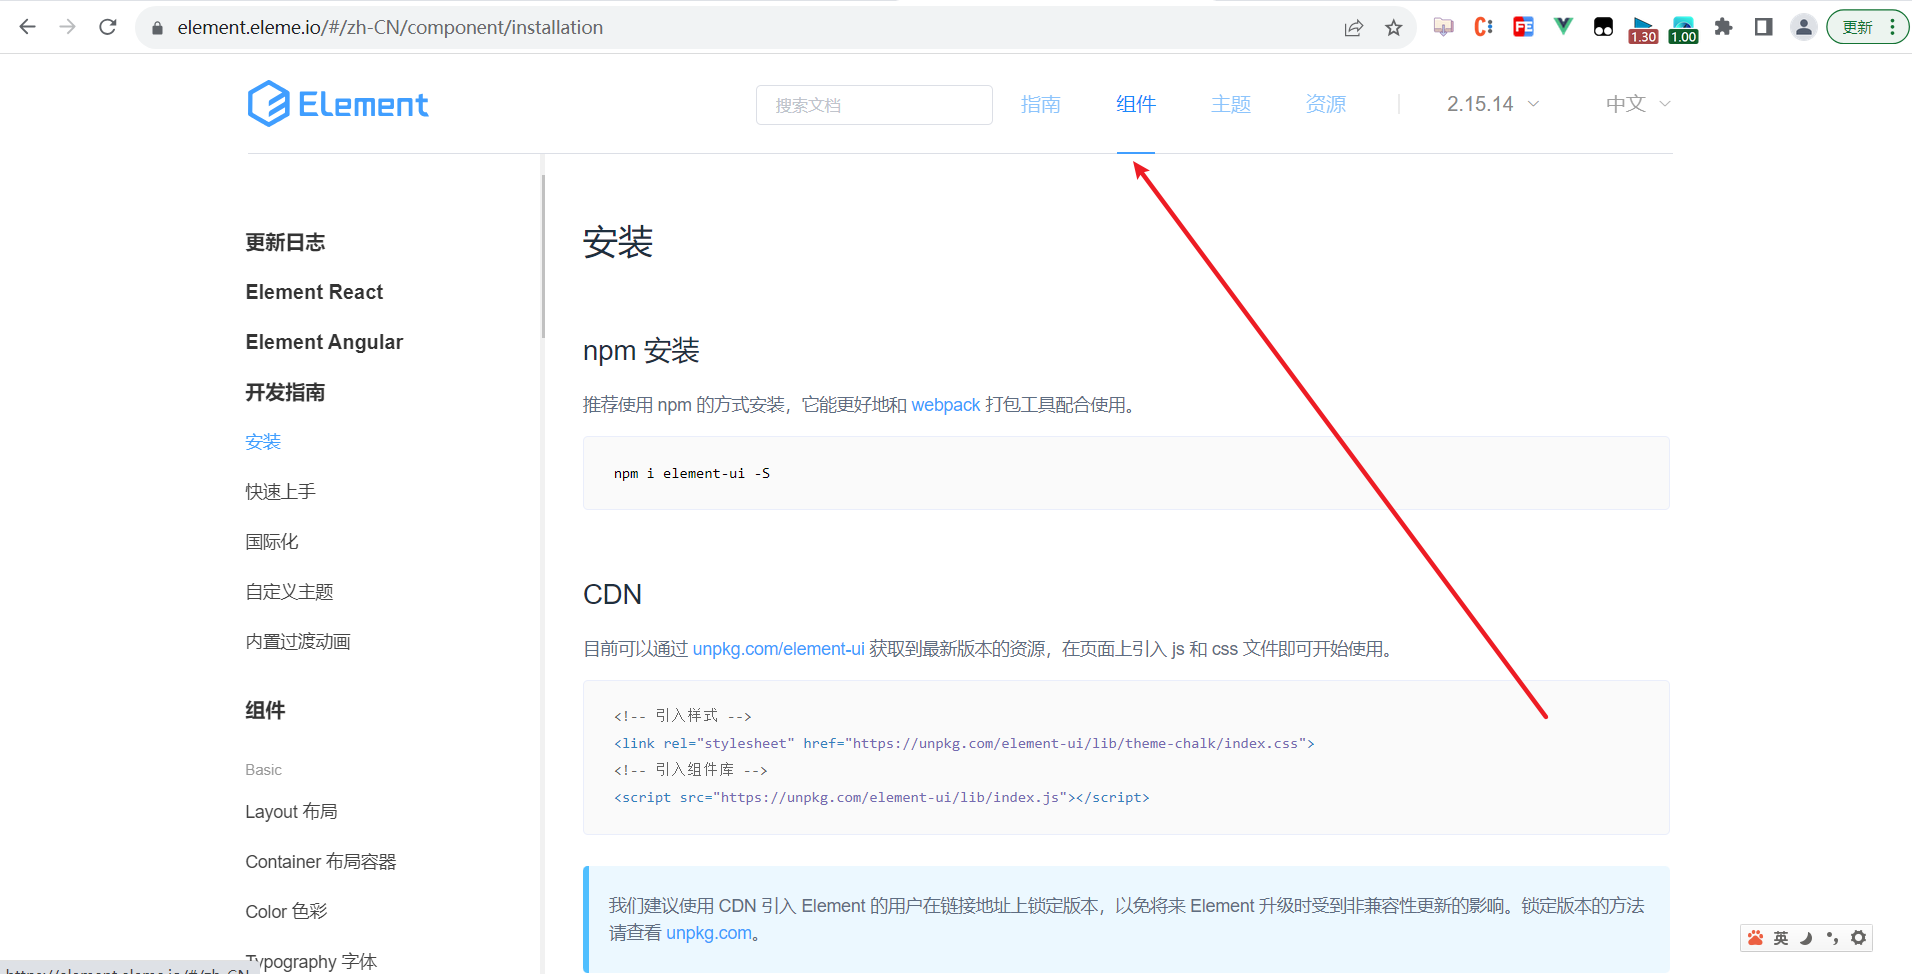 element.eleme.io/#/zh-CN/component/installation
1.30
1.00
更新
Element
搜索文档
指南
组件
主题
资源
2.15.14
中文
更新日志
Element React
Element Angular
开发指南
安装
快速上手
国际化
自定义主题
内置过渡动画
组件
Basic
Layout 布局
Container 布局容器
Color 色彩
Typography 字体
安装
npm 安装
推荐使用 npm 的方式安装，它能更好地和 webpack 打包工具配合使用。
npm i element-ui -S
CDN
目前可以通过 unpkg.com/element-ui 获取到最新版本的资源，在页面上引入 js 和 css 文件即可开始使用。
<!-- 引入样式 -->
<link rel="stylesheet" href="https://unpkg.com/element-ui/lib/theme-chalk/index.css">
<!-- 引入组件库 -->
<script src="https://unpkg.com/element-ui/lib/index.js"></script>
我们建议使用 CDN 引入 Element 的用户在链接地址上锁定版本，以免将来 Element 升级时受到非兼容性更新的影响。锁定版本的方法
请查看 unpkg.com。
英
https://element.eleme.io/#/zh-CN